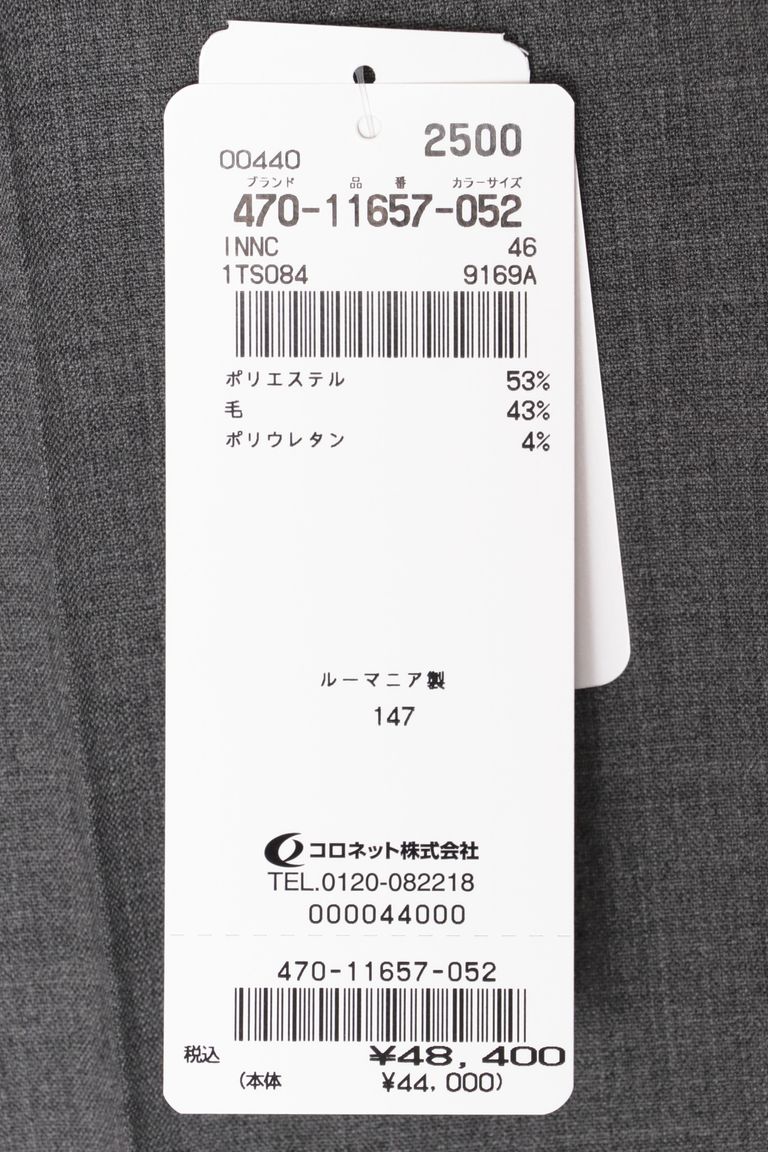 00440 2500
ブランド 品 番 カラーサイズ
470-11657-052
INNC 46
1TS084 9169A
ポリエステル 53%
毛 43%
ポリウレタン 4%
ルーマニア製
147
コロネット株式会社
TEL.0120-082218
000044000
470-11657-052
税込 ¥48,400
(本体 ¥44,000)